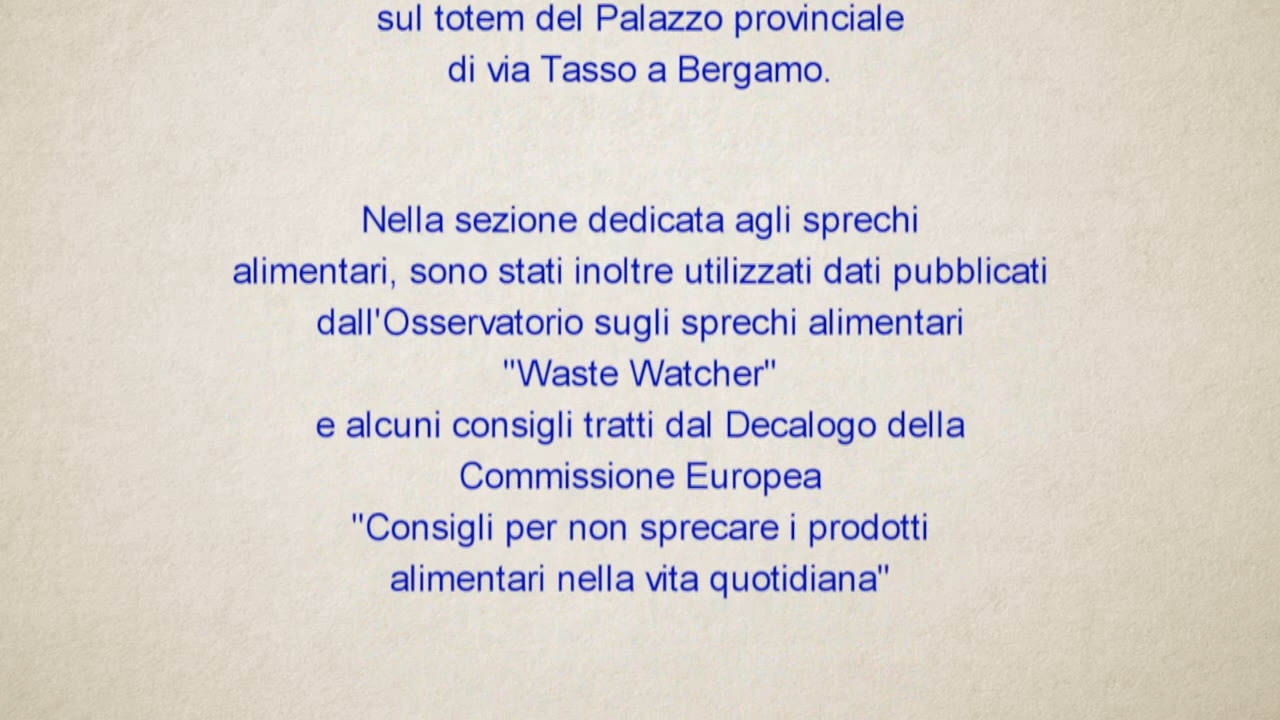 sul totem del Palazzo provinciale
di via Tasso a Bergamo.
Nella sezione dedicata agli sprechi
alimentari, sono stati inoltre utilizzati dati pubblicati
dall'Osservatorio sugli sprechi alimentari
"Waste Watcher"
e alcuni consigli tratti dal Decalogo della
Commissione Europea
"Consigli per non sprecare i prodotti
alimentari nella vita quotidiana"